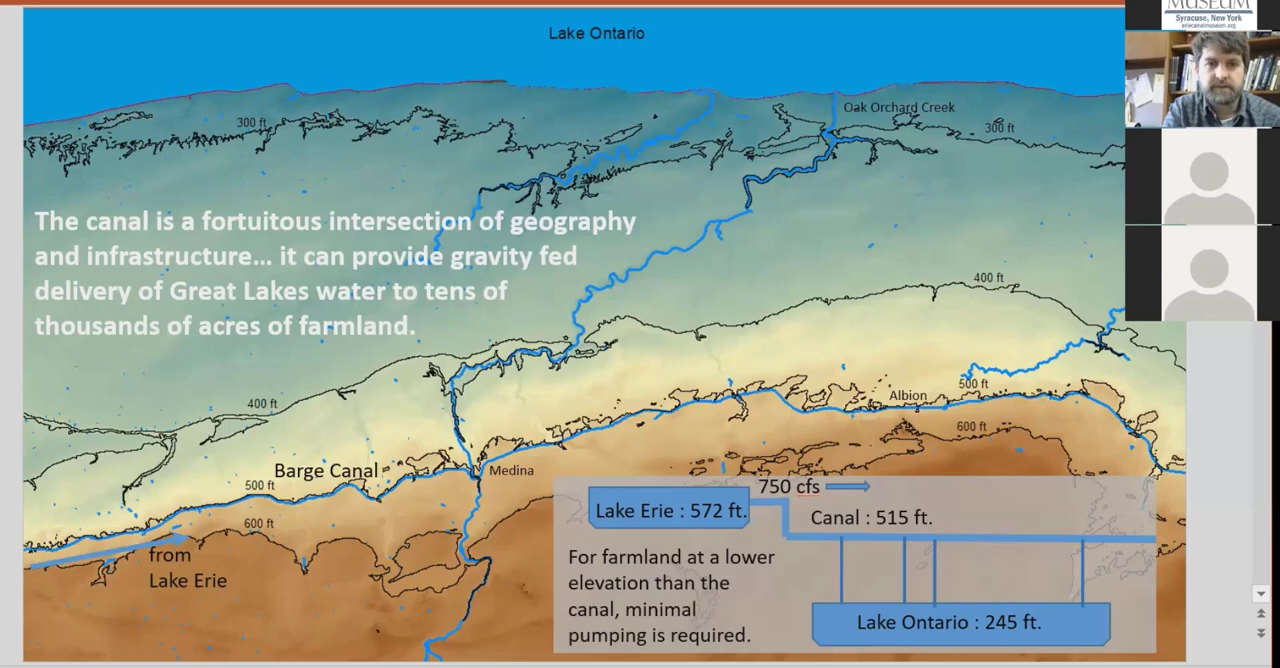 MUSEUM
Syracuse, New York
eriecanalmuseum.org
Lake Ontario
Oak Orchard Creek
300 ft
300 ft
The canal is a fortuitous intersection of geography
and infrastructure... it can provide gravity fed
delivery of Great Lakes water to tens of
thousands of acres of farmland.
400 ft
400 ft
500 ft
Albion
600 ft
Barge Canal
Medina
500 ft
600 ft
from
Lake Erie
750 cfs
Lake Erie : 572 ft.
Canal : 515 ft.
For farmland at a lower
elevation than the
canal, minimal
pumping is required.
Lake Ontario : 245 ft.